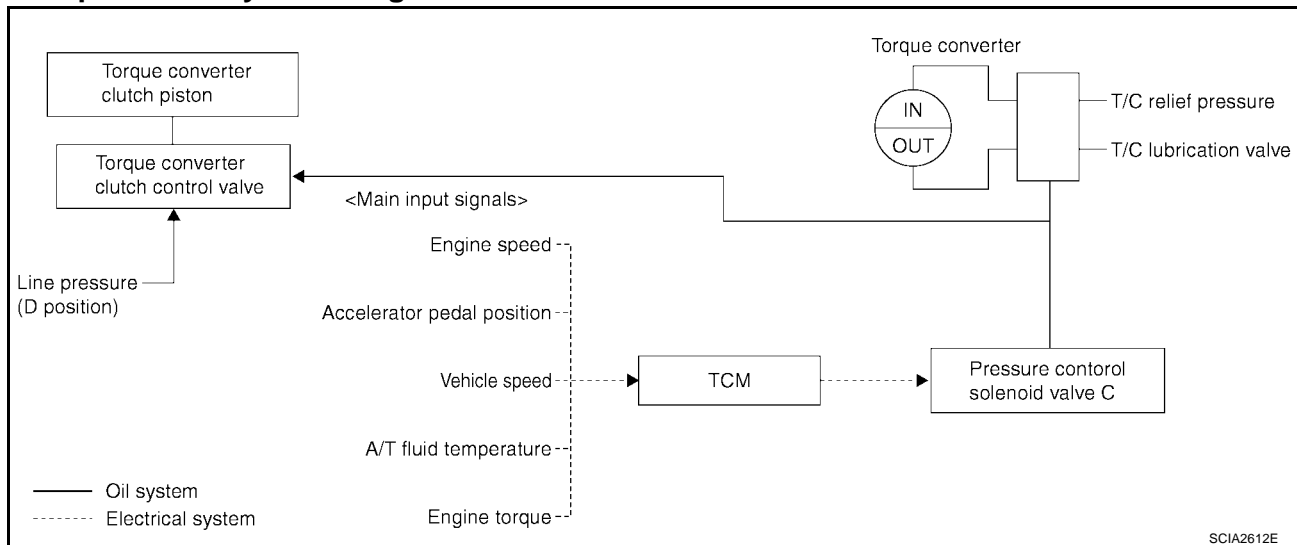 Torque converter
clutch piston
Torque converter
clutch control valve
Line pressure
(D position)
<Main input signals>
Engine speed
Accelerator pedal position
Vehicle speed
A/T fluid temperature
Engine torque
TCM
Torque converter
IN
OUT
T/C relief pressure
T/C lubrication valve
Pressure contorol
solenoid valve C
Oil system
Electrical system
SCIA2612E